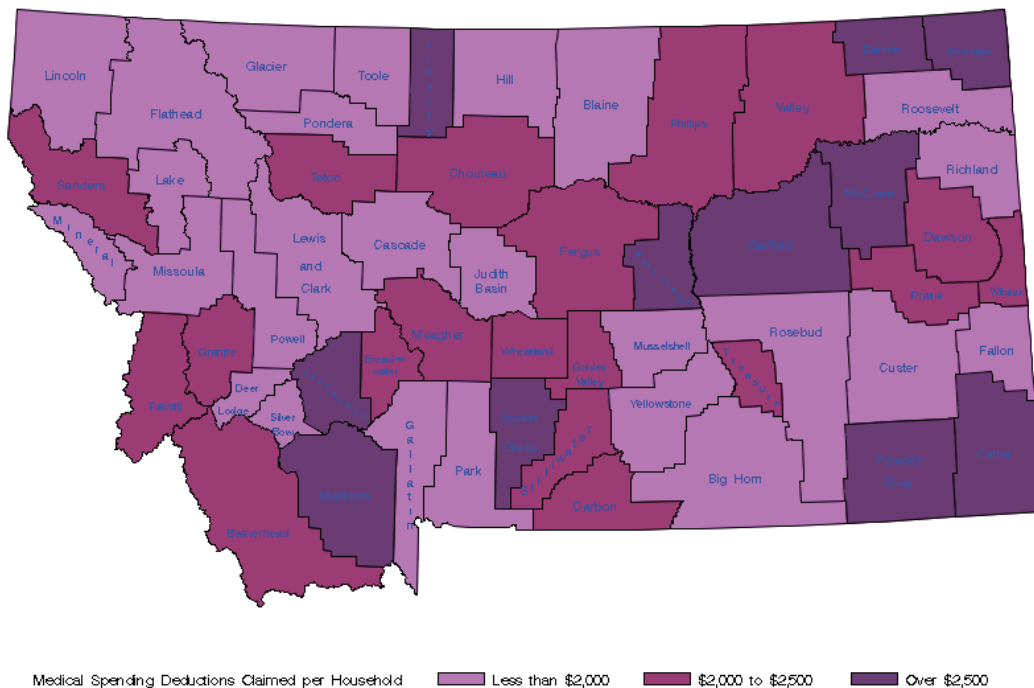 Lincoln
Flathead
Glacier
Toole
Liberty
Hill
Blaine
Phillips
Valley
Daniels
Sheridan
Roosevelt
Pondera
Sanders
Lake
Teton
Chouteau
Richland
McCone
Garfield
Dawson
Mineral
Missoula
Lewis
and
Clark
Cascade
Judith
Basin
Fergus
Petroleum
Prairie
Wibaux
Granite
Powell
Meagher
Broadwater
Wheatland
Golden
Valley
Musselshell
Rosebud
Treasure
Custer
Fallon
Ravalli
Deer
Lodge
Silver
Bow
Jefferson
Sweet
Grass
Stillwater
Yellowstone
Gallatin
Park
Big Horn
Powder
River
Carter
Madison
Beaverhead
Carbon
Medical Spending Deductions Claimed per Household Less than $2,000 $2,000 to $2,500 Over $2,500